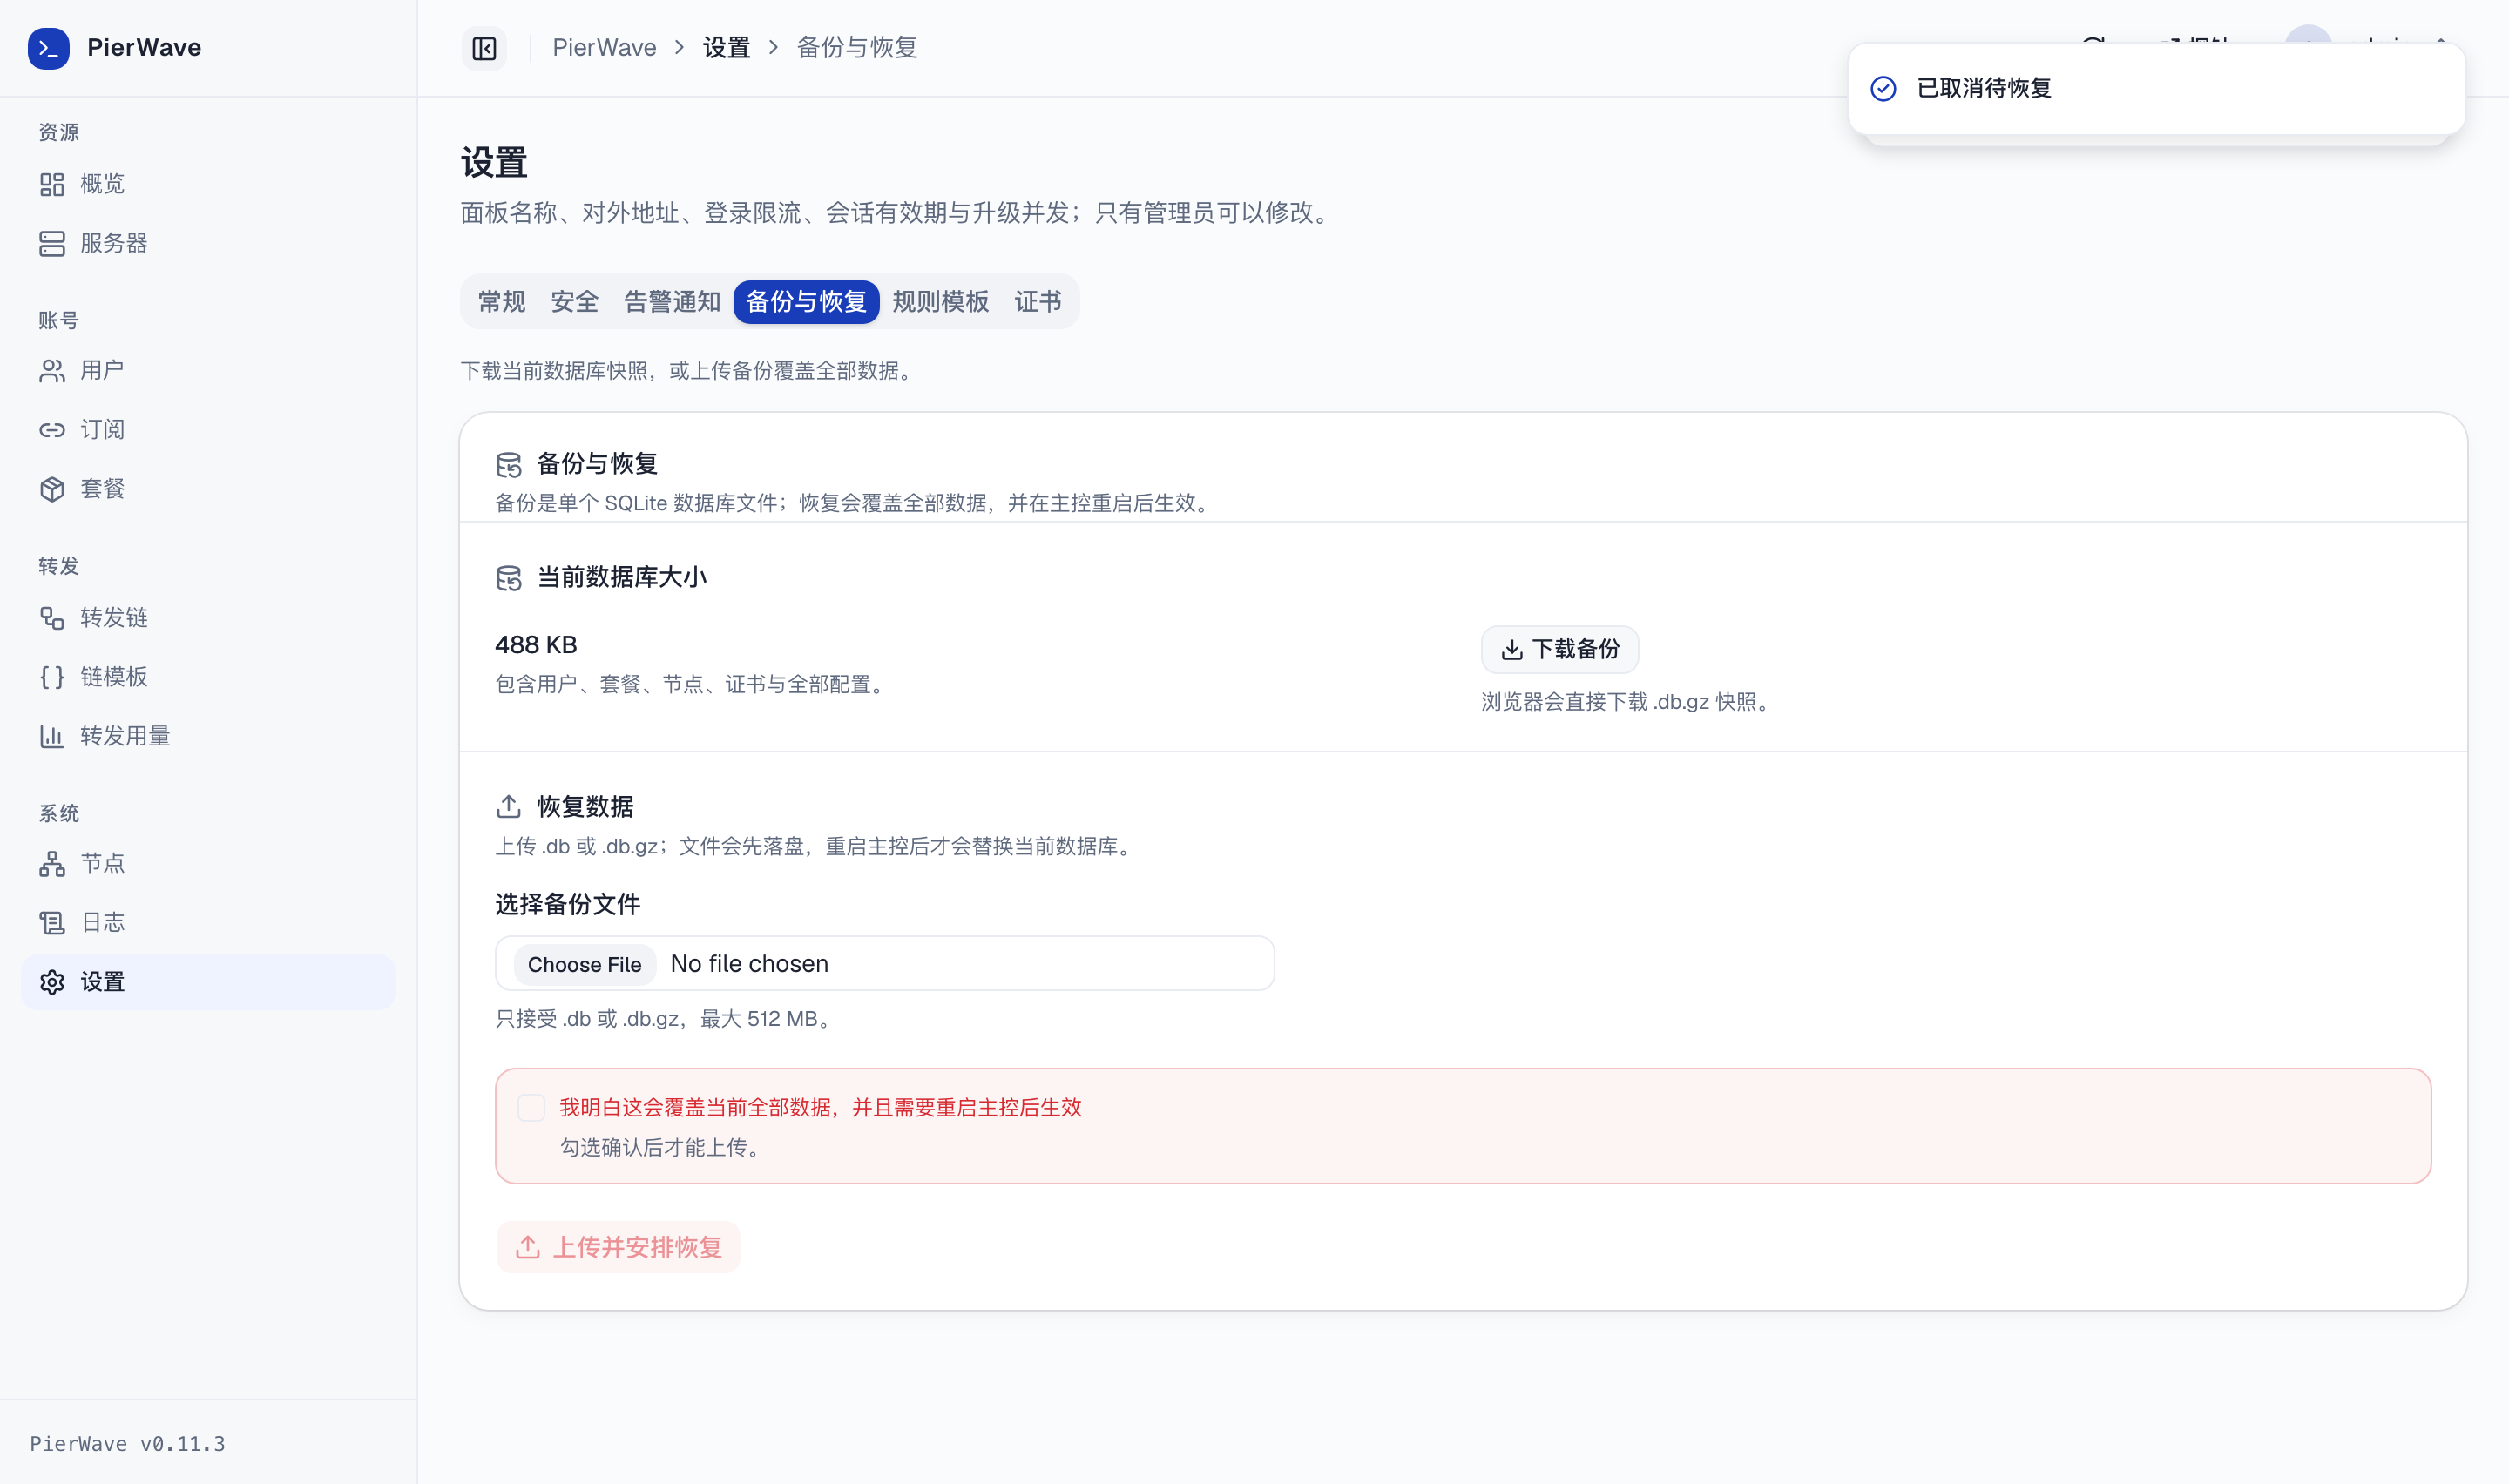 PierWave
资源
概览
服务器
账号
用户
订阅
套餐
转发
转发链
链模板
转发用量
系统
节点
日志
设置
PierWave v0.11.3
PierWave > 设置 > 备份与恢复
已取消待恢复
设置
面板名称、对外地址、登录限流、会话有效期与升级并发；只有管理员可以修改。
常规 安全 告警通知 备份与恢复 规则模板 证书
下载当前数据库快照，或上传备份覆盖全部数据。
备份与恢复
备份是单个 SQLite 数据库文件；恢复会覆盖全部数据，并在主控重启后生效。
当前数据库大小
488 KB
包含用户、套餐、节点、证书与全部配置。
下载备份
浏览器会直接下载 .db.gz 快照。
恢复数据
上传 .db 或 .db.gz；文件会先落盘，重启主控后才会替换当前数据库。
选择备份文件
Choose File No file chosen
只接受 .db 或 .db.gz，最大 512 MB。
我明白这会覆盖当前全部数据，并且需要重启主控后生效
勾选确认后才能上传。
上传并安排恢复